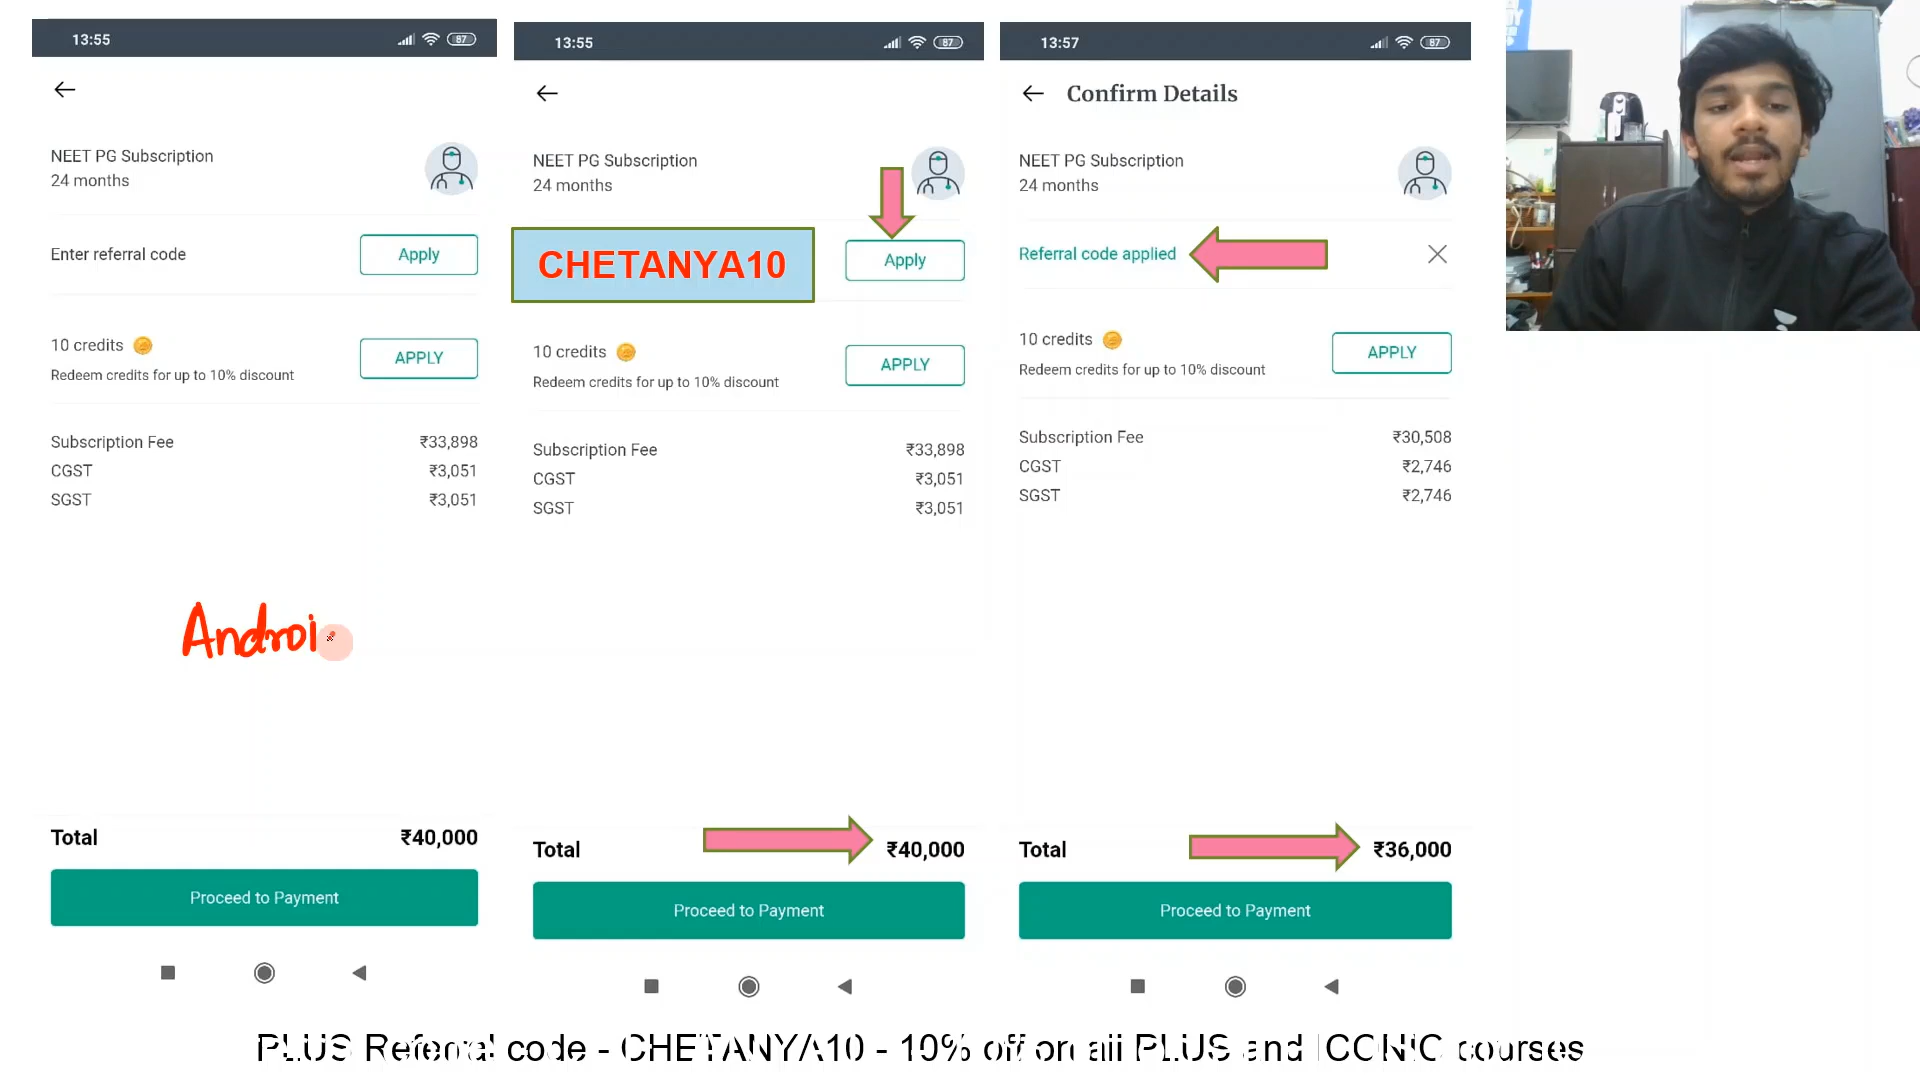 13:55
87
NEET PG Subscription
24 months
Enter referral code
Apply
10 credits
Redeem credits for up to 10% discount
APPLY
Subscription Fee ₹33,898
CGST ₹3,051
SGST ₹3,051
Androi
Total ₹40,000
Proceed to Payment
13:55
87
NEET PG Subscription
24 months
CHETANYA10
Apply
10 credits
Redeem credits for up to 10% discount
APPLY
Subscription Fee ₹33,898
CGST ₹3,051
SGST ₹3,051
Total ₹40,000
Proceed to Payment
13:57
87
Confirm Details
NEET PG Subscription
24 months
Referral code applied
10 credits
Redeem credits for up to 10% discount
APPLY
Subscription Fee ₹30,508
CGST ₹2,746
SGST ₹2,746
Total ₹36,000
Proceed to Payment
PLUS Referral code - CHETANYA10 - 10% off on all PLUS and ICONIC courses